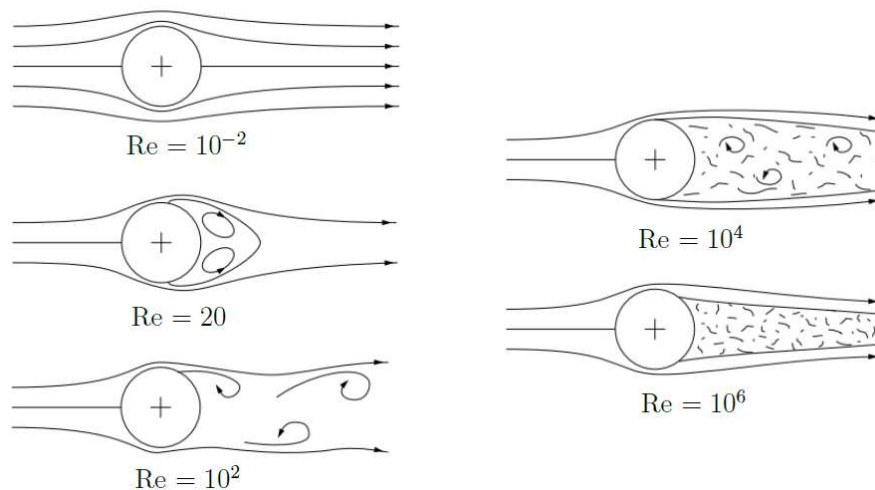 Re = 10⁻²
Re = 20
Re = 10²
Re = 10⁴
Re = 10⁶